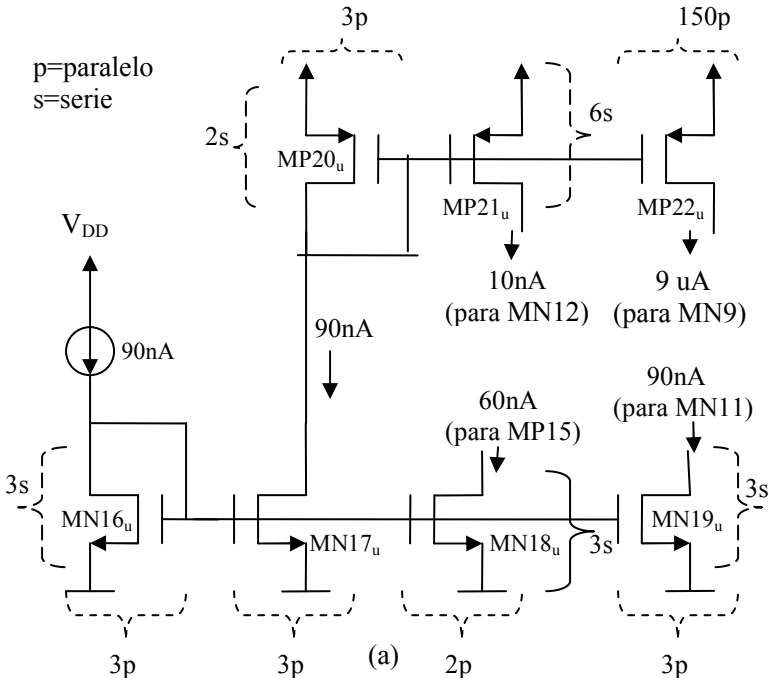 3p
150p
p=paralelo
s=serie
2s
6s
MP20u
MP21u
MP22u
VDD
10nA
(para MN12)
9 uA
(para MN9)
90nA
90nA
60nA
(para MP15)
90nA
(para MN11)
3s
MN16u
MN17u
MN18u
3s
MN19u
3s
3p
3p
(a)
2p
3p